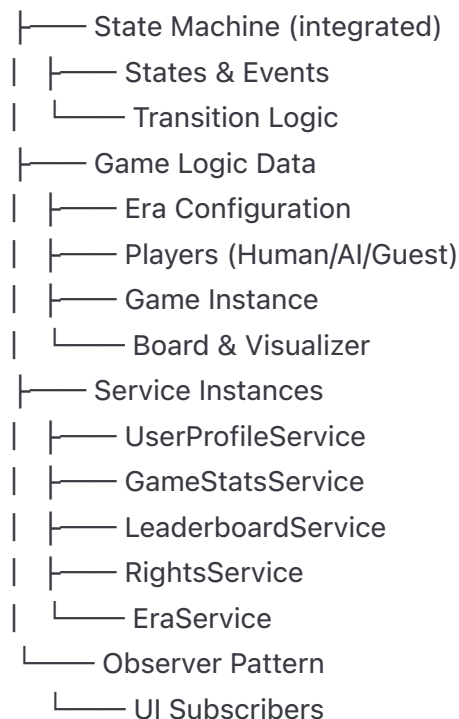 ├── State Machine (integrated)
│ ├── States & Events
│ └── Transition Logic
├── Game Logic Data
│ ├── Era Configuration
│ ├── Players (Human/AI/Guest)
│ ├── Game Instance
│ └── Board & Visualizer
├── Service Instances
│ ├── UserProfileService
│ ├── GameStatsService
│ ├── LeaderboardService
│ ├── RightsService
│ └── EraService
└── Observer Pattern
└── UI Subscribers